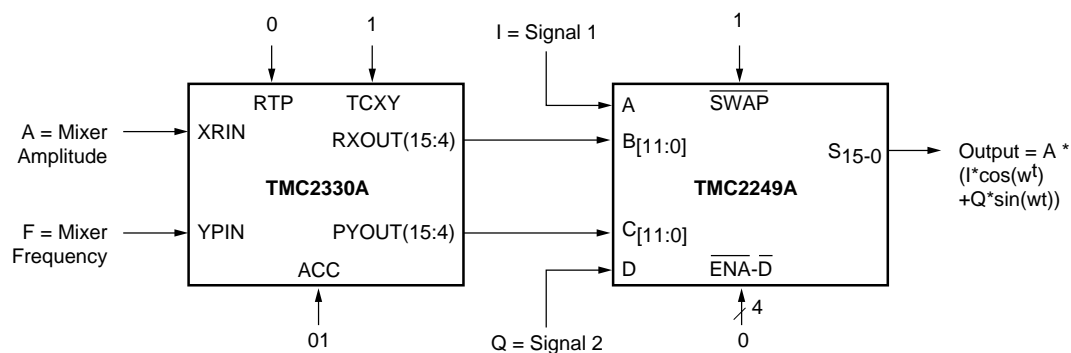 0
1
I = Signal 1
1
RTP
TCXY
A
SWAP
A = Mixer
Amplitude
XRIN
RXOUT(15:4)
B[11:0]
S15-0
Output = A *
(I*cos(wt)
+Q*sin(wt))
TMC2330A
TMC2249A
F = Mixer
Frequency
YPIN
PYOUT(15:4)
C[11:0]
ACC
D
ENA-D
4
01
Q = Signal 2
0